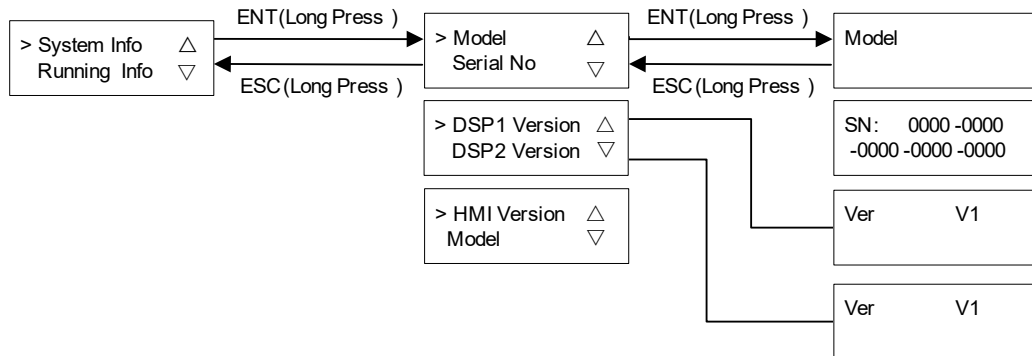 ENT(Long Press )
ENT(Long Press )
> System Info △
Running Info ▽
> Model △
Serial No ▽
Model
ESC(Long Press )
ESC(Long Press )
> DSP1 Version △
DSP2 Version ▽
SN: 0000 -0000
-0000 -0000 -0000
> HMI Version △
Model ▽
Ver V1
Ver V1